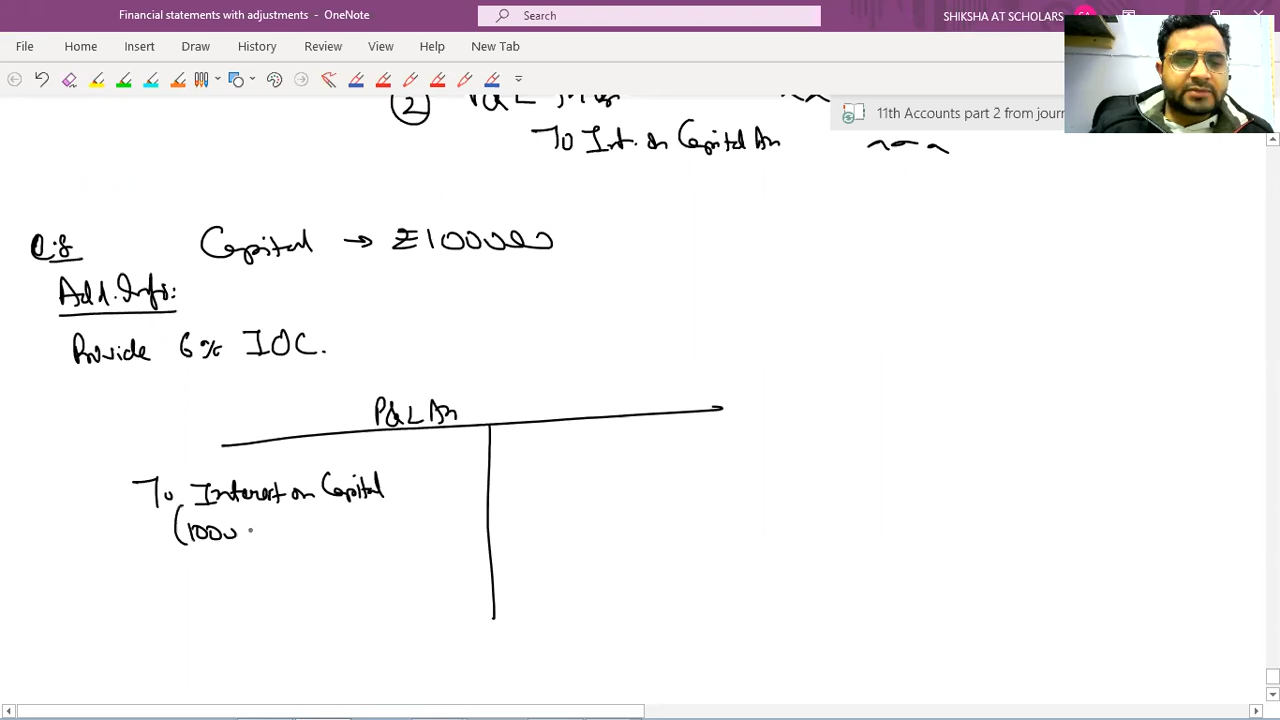 Financial statements with adjustments - OneNote
Search
SHIKSHA AT SCHOLARS
File Home Insert Draw History Review View Help New Tab
11th Accounts part 2 from journ
② P&L A/c
To Int. on Capital A/c
e.g Capital → ₹100000
Add. Info:
Provide 6% IOC.
P&L A/c
To Interest on Capital
(1000